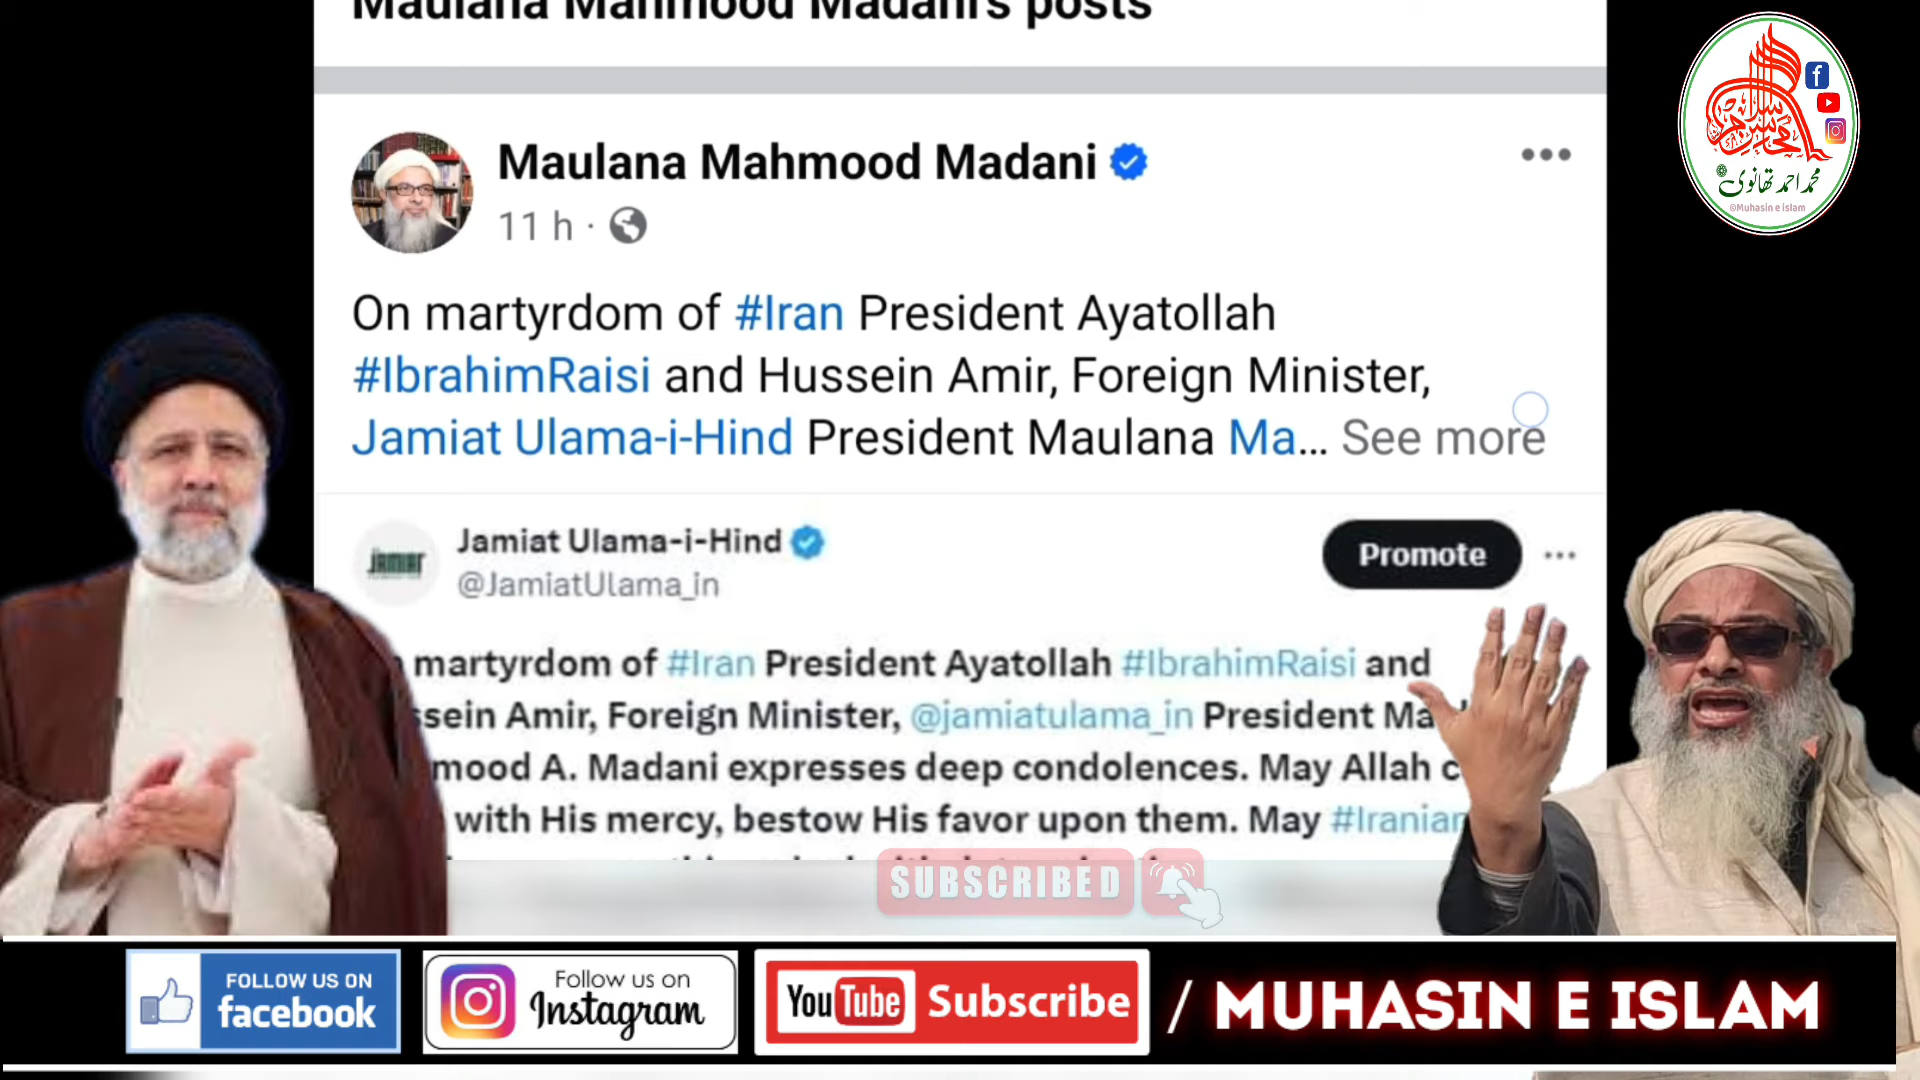 Maulana Mahmood Madani's posts
Maulana Mahmood Madani
11 h ·
On martyrdom of #Iran President Ayatollah
#IbrahimRaisi and Hussein Amir, Foreign Minister,
Jamiat Ulama-i-Hind President Maulana Ma... See more
Jamiat Ulama-i-Hind
@JamiatUlama_in
Promote
martyrdom of #Iran President Ayatollah #IbrahimRaisi and
ssein Amir, Foreign Minister, @jamiatulama_in President Ma
mood A. Madani expresses deep condolences. May Allah c
with His mercy, bestow His favor upon them. May #Iranian
SUBSCRIBED
محمد احمد تھانوی
©Muhasin e islam
FOLLOW US ON
facebook
Follow us on
Instagram
YouTube Subscribe
/ MUHASIN E ISLAM